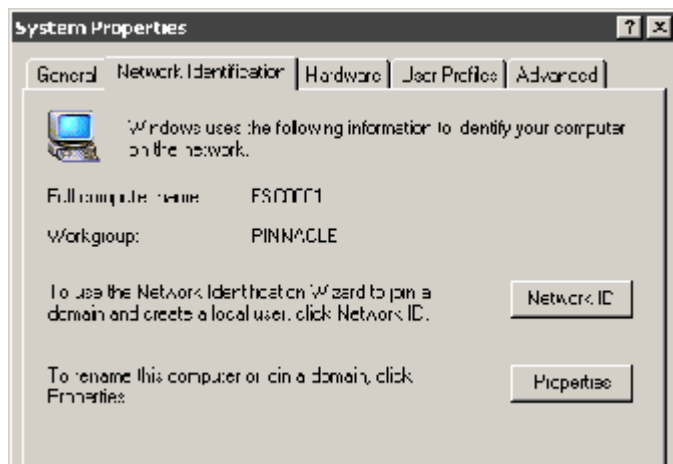 System Properties
General Network Identification Hardware User Profiles Advanced
Windows uses the following information to identify your computer
on the network.
Full computer name:
Workgroup: PINNACLE
To use the Network Identification Wizard to join a
domain and create a local user, click Network ID.
Network ID
To rename this computer or join a domain, click
Properties.
Properties